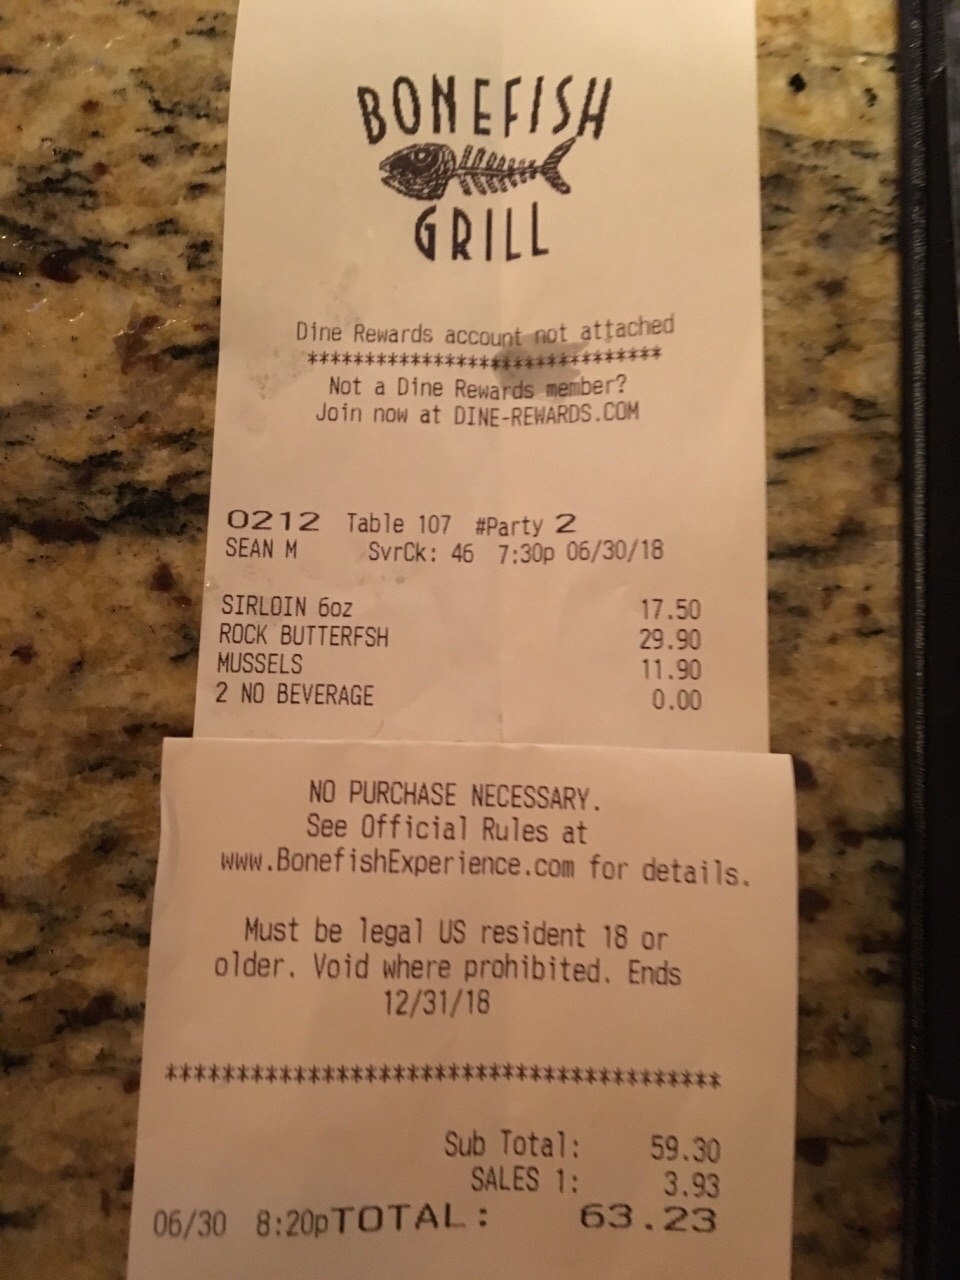 BONEFISH
GRILL
Dine Rewards account not attached
*******************************
Not a Dine Rewards member?
Join now at DINE-REWARDS.COM
0212 Table 107 #Party 2
SEAN M SvrCk: 46 7:30p 06/30/18
SIRLOIN 6oz 17.50
ROCK BUTTERFSH 29.90
MUSSELS 11.90
2 NO BEVERAGE 0.00
NO PURCHASE NECESSARY.
See Official Rules at
www.BonefishExperience.com for details.
Must be legal US resident 18 or
older. Void where prohibited. Ends
12/31/18
***************************************
Sub Total: 59.30
SALES 1: 3.93
06/30 8:20pTOTAL: 63.23